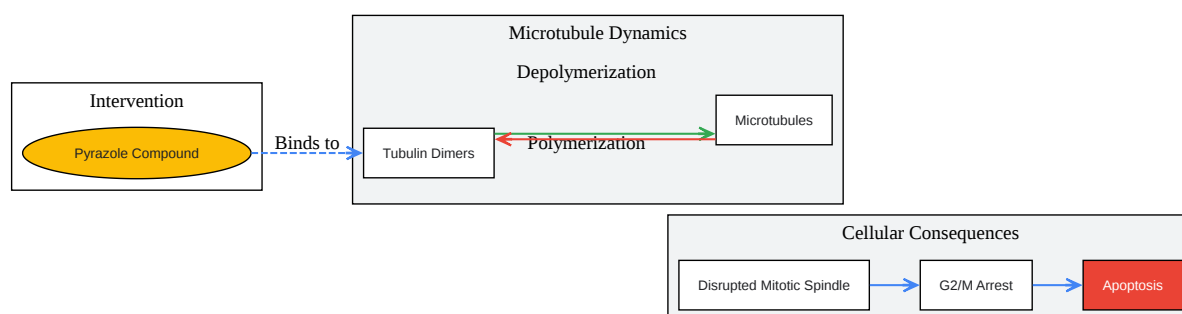 Microtubule Dynamics
Depolymerization
Intervention
Microtubules
Pyrazole Compound
Binds to
Tubulin Dimers
Polymerization
Cellular Consequences
Disrupted Mitotic Spindle
G2/M Arrest
Apoptosis